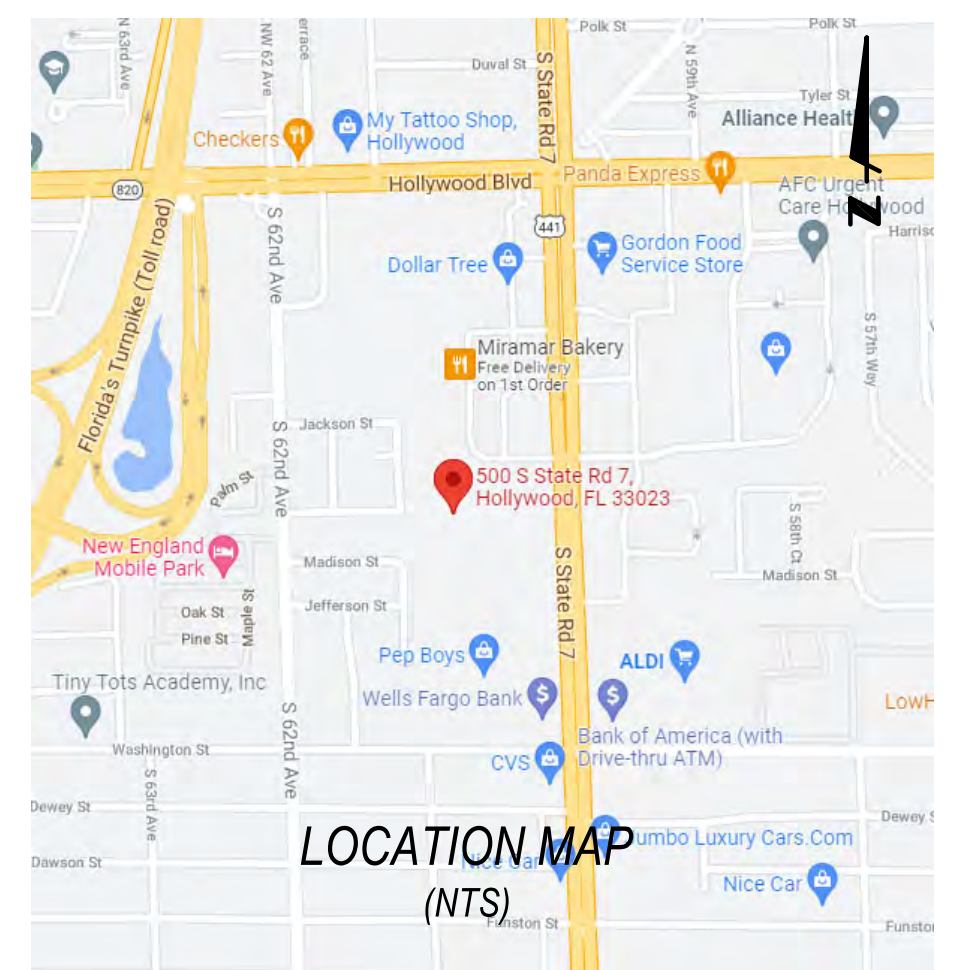 N 63rd Ave
NW 62 Ave
errace
Polk St
Polk St
Duval St
S State Rd 7
N 59th Ave
Tyler St
Alliance Healt
Checkers
My Tattoo Shop,
Hollywood
820
Hollywood Blvd
Panda Express
AFC Urgent
Care Hollywood
N
Harriso
441
S 62nd Ave
Dollar Tree
Gordon Food
Service Store
Florida's Turnpike (Toll road)
Miramar Bakery
Free Delivery
on 1st Order
S 57th Way
Jackson St
S 62nd Ave
Palm St
500 S State Rd 7,
Hollywood, FL 33023
S 58th Ct
New England
Mobile Park
Madison St
S State Rd 7
Madison St
Oak St
Maple St
Jefferson St
Pine St
Pep Boys
ALDI
Tiny Tots Academy, Inc
Wells Fargo Bank
LowH
S 62nd Ave
Bank of America (with
Drive-thru ATM)
Washington St
CVS
S 63rd Ave
Dewey St
Dewey S
LOCATION MAP
Jumbo Luxury Cars.Com
Dawson St
Nice Car
Nice Car
(NTS)
Funston St
Funsto